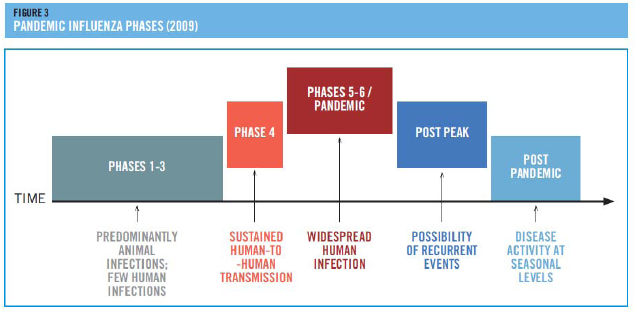 FIGURE 3
PANDEMIC INFLUENZA PHASES (2009)
PHASES 5-6 /
PANDEMIC
PHASE 4
POST PEAK
PHASES 1-3
POST
PANDEMIC
TIME
PREDOMINANTLY
ANIMAL
INFECTIONS;
FEW HUMAN
INFECTIONS
SUSTAINED
HUMAN-TO
-HUMAN
TRANSMISSION
WIDESPREAD
HUMAN
INFECTION
POSSIBILITY
OF RECURRENT
EVENTS
DISEASE
ACTIVITY AT
SEASONAL
LEVELS